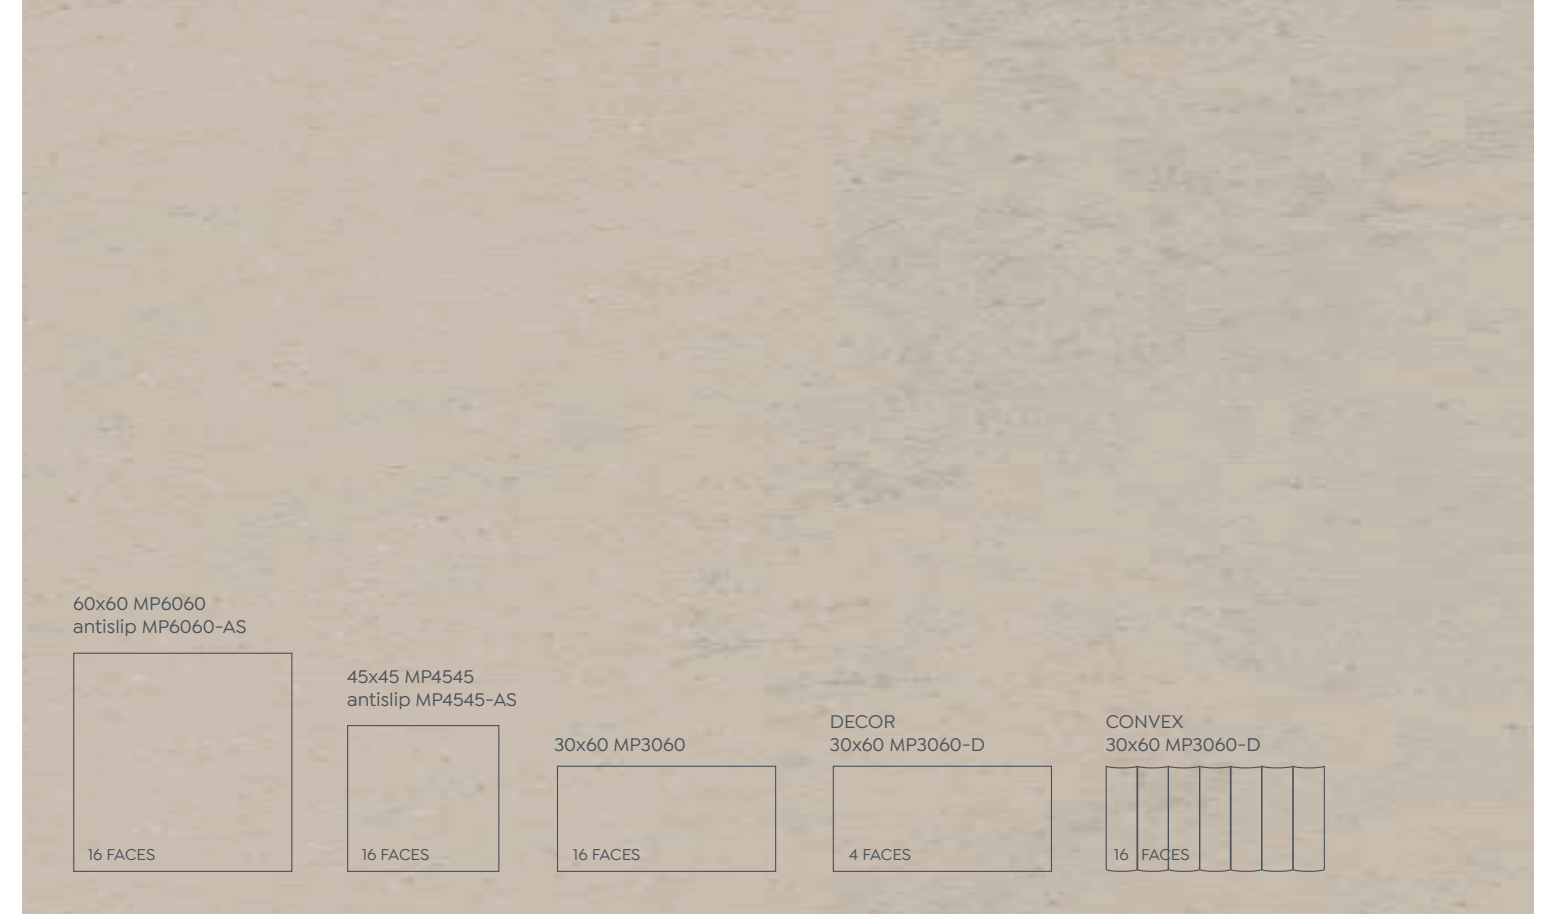 60x60 MP6060
antislip MP6060-AS
16 FACES
45x45 MP4545
antislip MP4545-AS
16 FACES
30x60 MP3060
16 FACES
DECOR
30x60 MP3060-D
4 FACES
CONVEX
30x60 MP3060-D
16 FACES